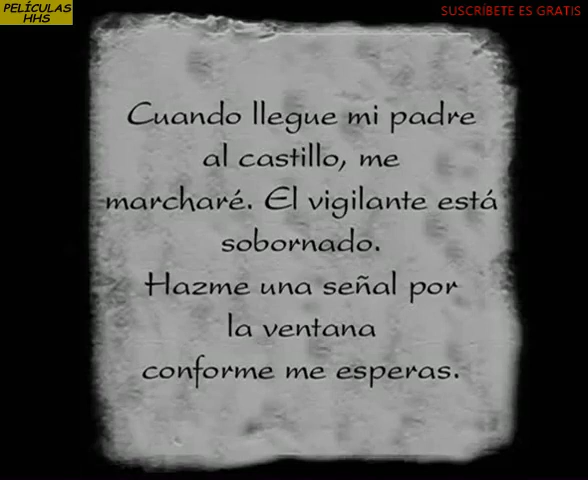 PELÍCULAS
HHS
SUSCRÍBETE ES GRATIS
Cuando llegue mi padre
al castillo, me
marcharé. El vigilante está
sobornado.
Hazme una señal por
la ventana
conforme me esperas.